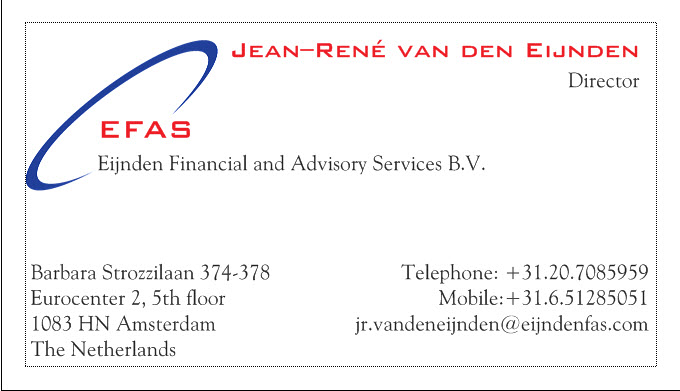 Jean-René van den Eijnden
Director
EFAS
Eijnden Financial and Advisory Services B.V.
Barbara Strozzilaan 374-378
Eurocenter 2, 5th floor
1083 HN Amsterdam
The Netherlands
Telephone: +31.20.7085959
Mobile:+31.6.51285051
jr.vandeneijnden@eijndenfas.com